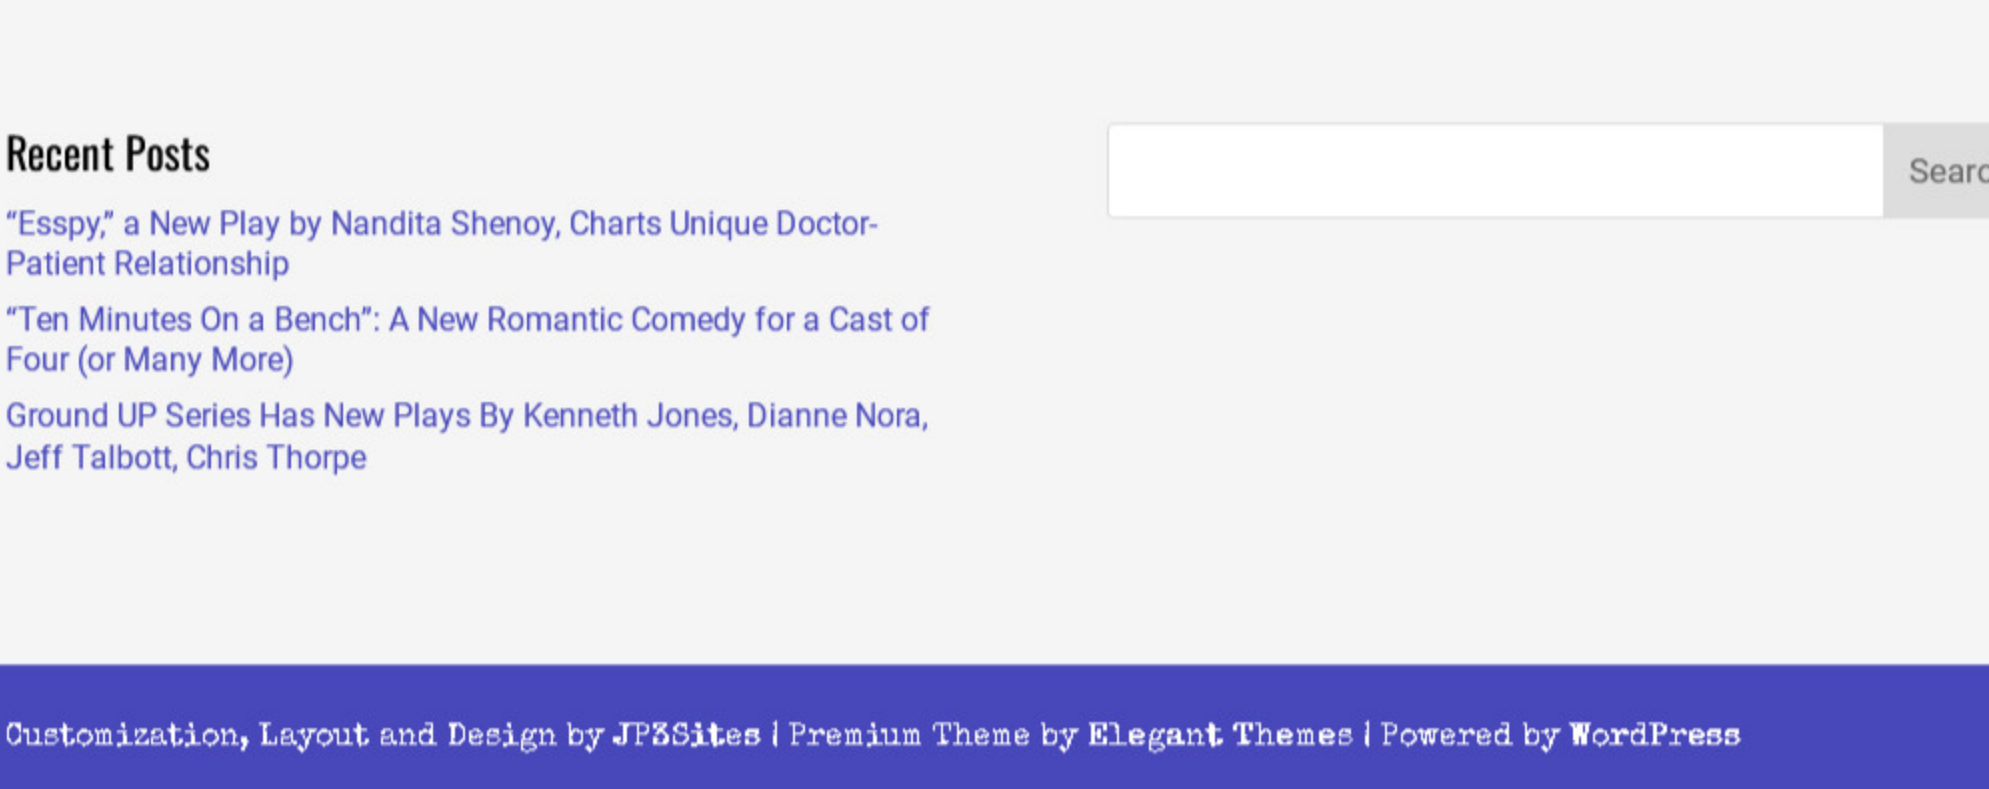 Recent Posts
“Esspy,” a New Play by Nandita Shenoy, Charts Unique Doctor-
Patient Relationship
“Ten Minutes On a Bench”: A New Romantic Comedy for a Cast of
Four (or Many More)
Ground UP Series Has New Plays By Kenneth Jones, Dianne Nora,
Jeff Talbott, Chris Thorpe
Searc
Customization, Layout and Design by JP3Sites | Premium Theme by Elegant Themes | Powered by WordPress